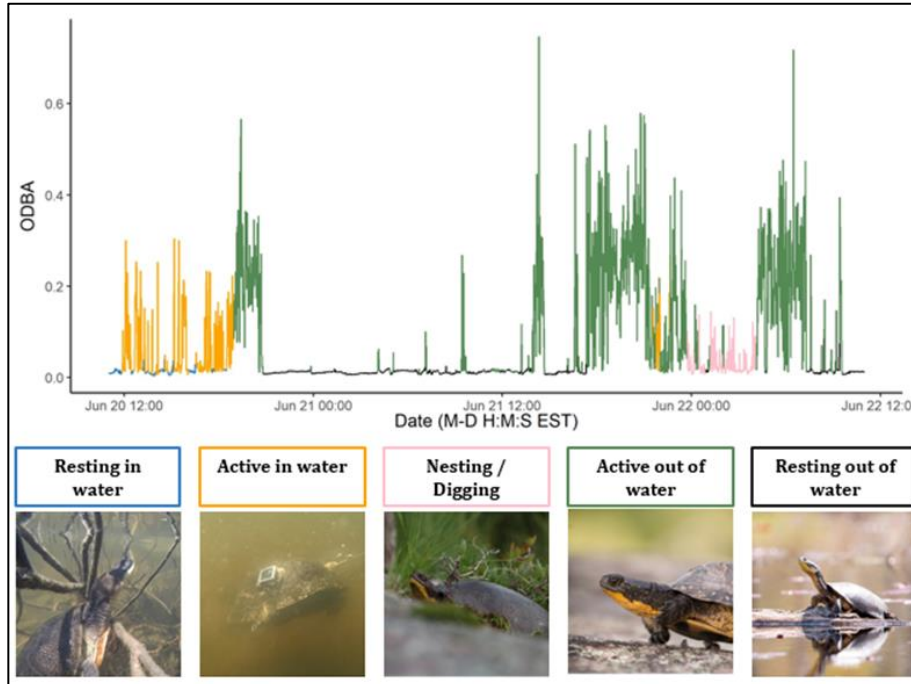 ODBA
0.6
0.4
0.2
0.0
Jun 20 12:00
Jun 21 00:00
Jun 21 12:00
Jun 22 00:00
Jun 22 12:0
Date (M-D H:M:S EST)
Resting in
water
Active in water
Nesting /
Digging
Active out of
water
Resting out of
water